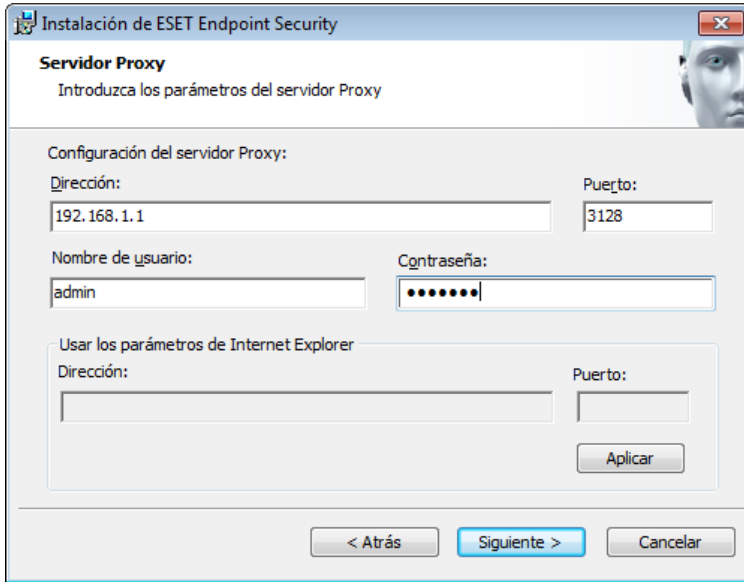 Instalación de ESET Endpoint Security
Servidor Proxy
Introduzca los parámetros del servidor Proxy
Configuración del servidor Proxy:
Dirección: Puerto:
192.168.1.1 3128
Nombre de usuario: Contraseña:
admin •••••••
Usar los parámetros de Internet Explorer
Dirección: Puerto:
Aplicar
< Atrás Siguiente > Cancelar